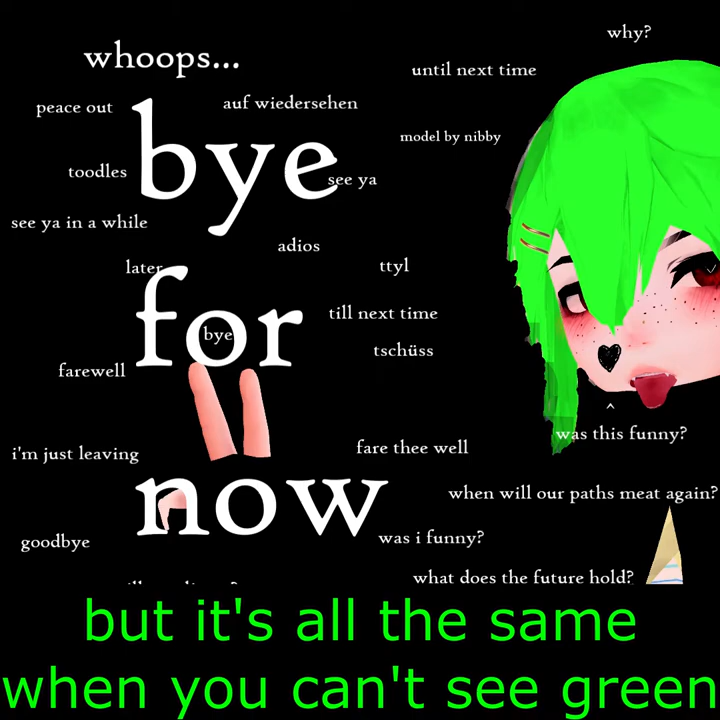 why?
whoops...
until next time
peace out
auf wiedersehen
bye
model by nibby
toodles
see ya
see ya in a while
adios
later
ttyl
for
bye
till next time
tschüss
farewell
^
was this funny?
i'm just leaving
fare thee well
now
when will our paths meat again?
goodbye
was i funny?
what does the future hold?
but it's all the same
when you can't see green